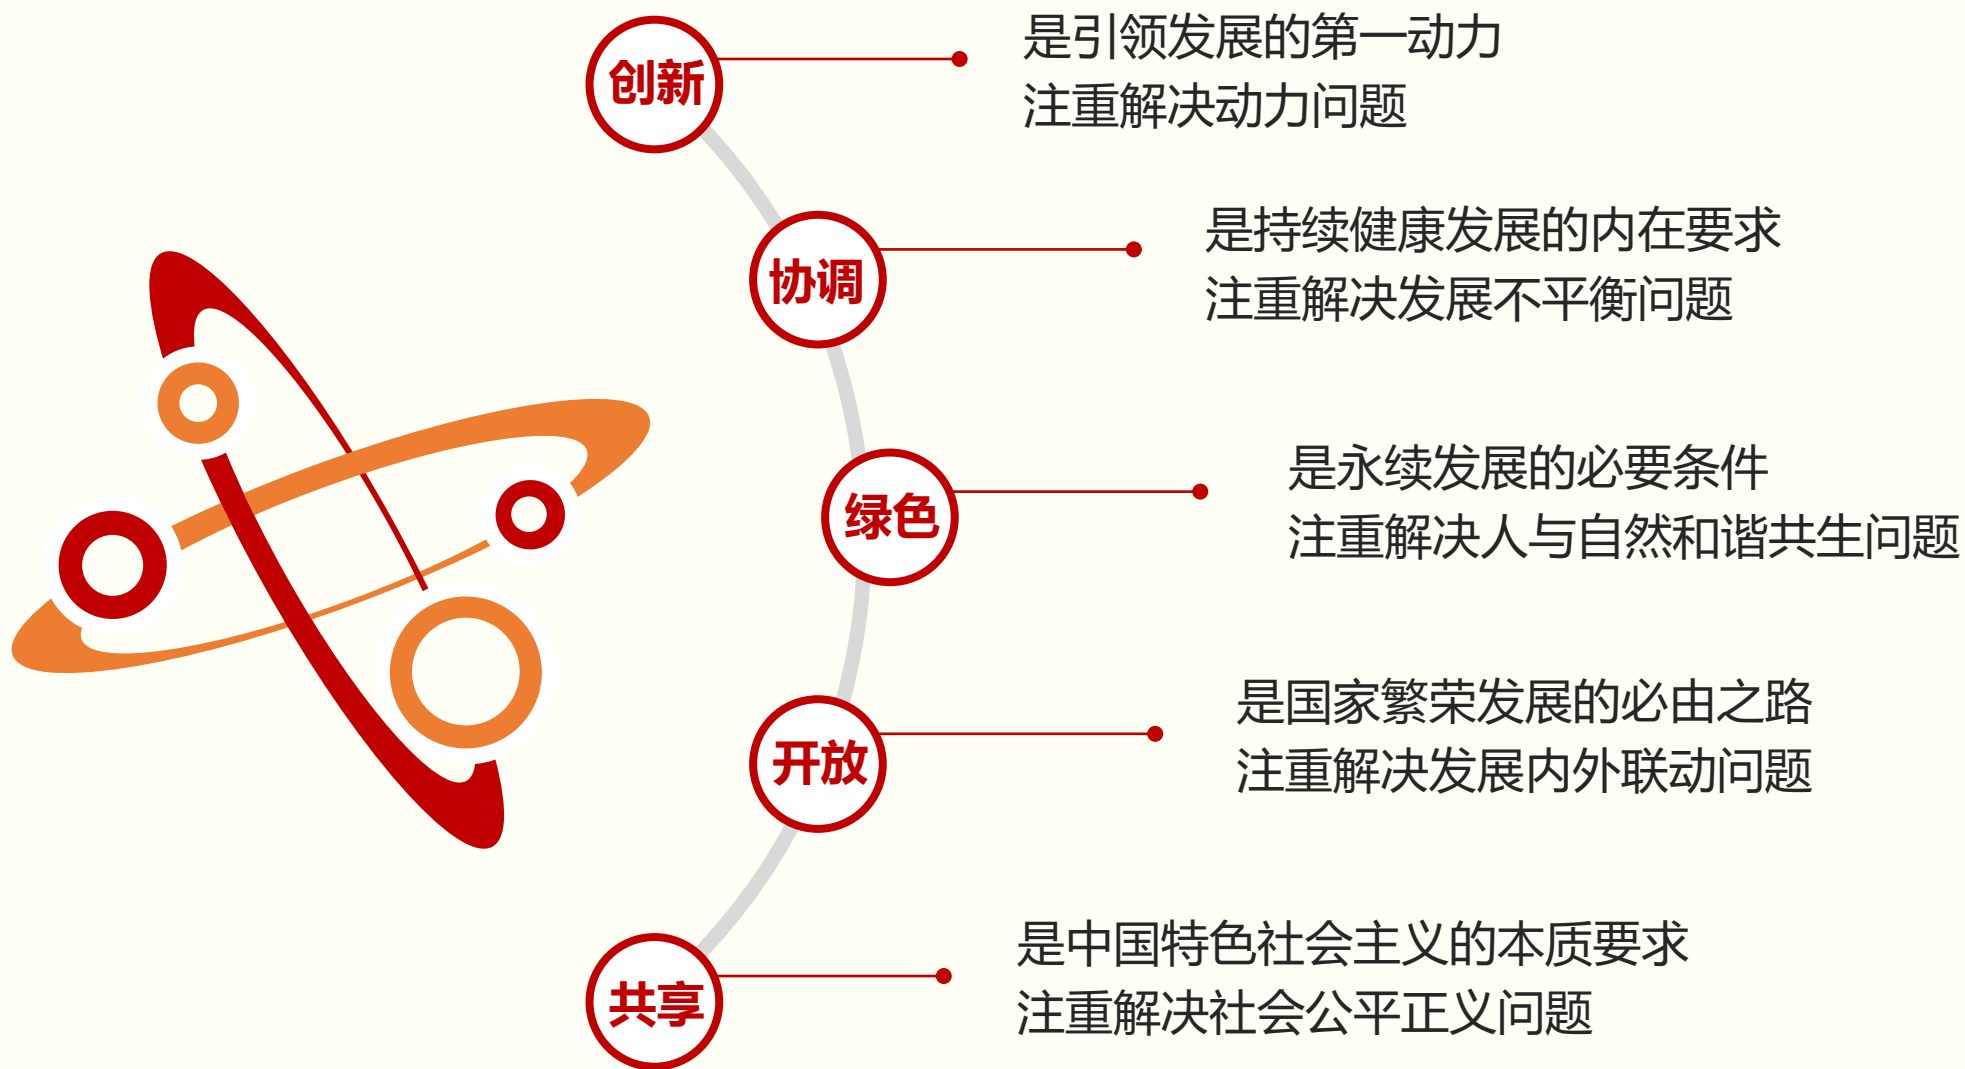 创新
是引领发展的第一动力
注重解决动力问题
协调
是持续健康发展的内在要求
注重解决发展不平衡问题
绿色
是永续发展的必要条件
注重解决人与自然和谐共生问题
开放
是国家繁荣发展的必由之路
注重解决发展内外联动问题
共享
是中国特色社会主义的本质要求
注重解决社会公平正义问题